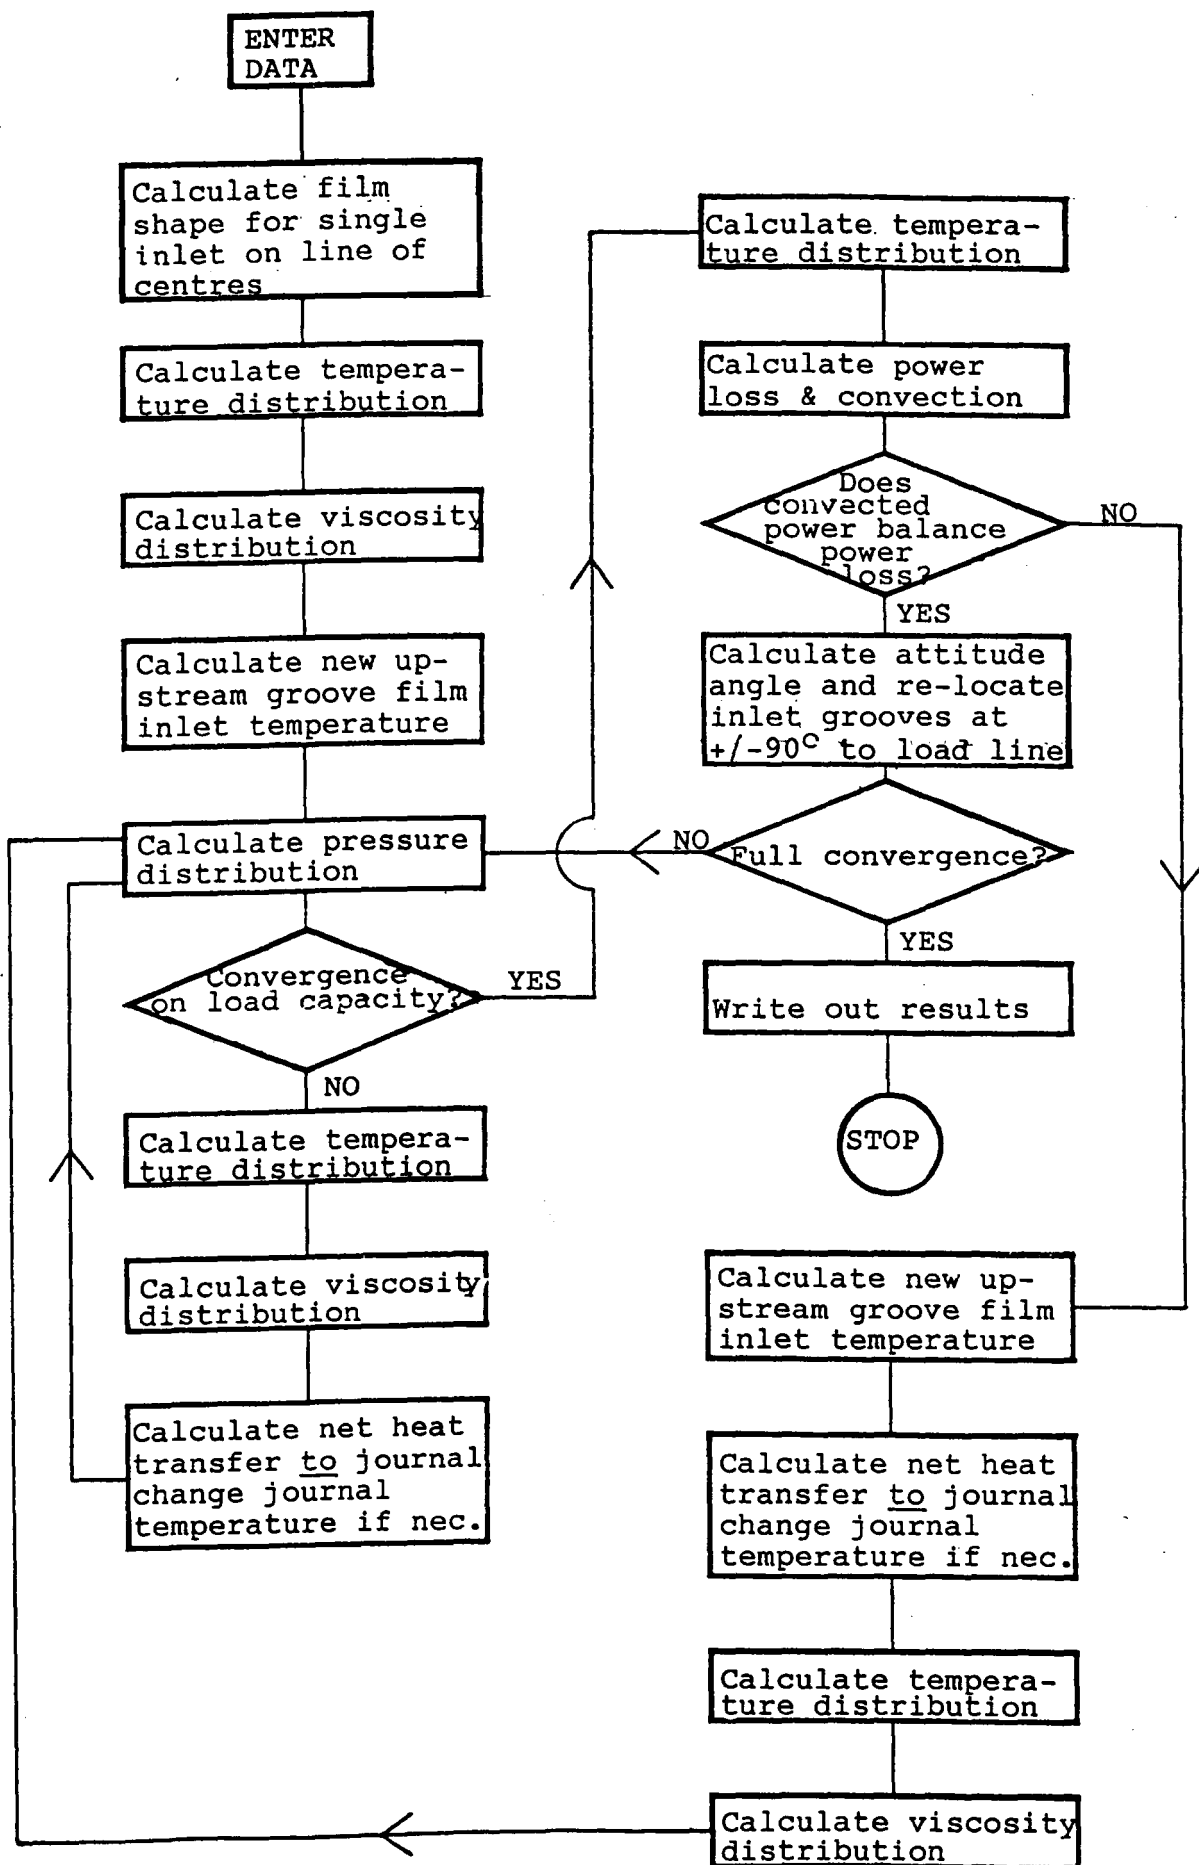 ENTER
DATA
Calculate film
shape for single
inlet on line of
centres
Calculate tempera-
ture distribution
Calculate viscosity
distribution
Calculate new up-
stream groove film
inlet temperature
Calculate pressure
distribution
Convergence
on load capacity?
YES
NO
Calculate tempera-
ture distribution
Calculate viscosity
distribution
Calculate net heat
transfer to journal
change journal
temperature if nec.
Calculate tempera-
ture distribution
Calculate power
loss & convection
Does
convected
power balance
power
loss?
NO
YES
Calculate attitude
angle and re-locate
inlet grooves at
+/-90° to load line
NO
Full convergence?
YES
Write out results
STOP
Calculate new up-
stream groove film
inlet temperature
Calculate net heat
transfer to journal
change journal
temperature if nec.
Calculate tempera-
ture distribution
Calculate viscosity
distribution